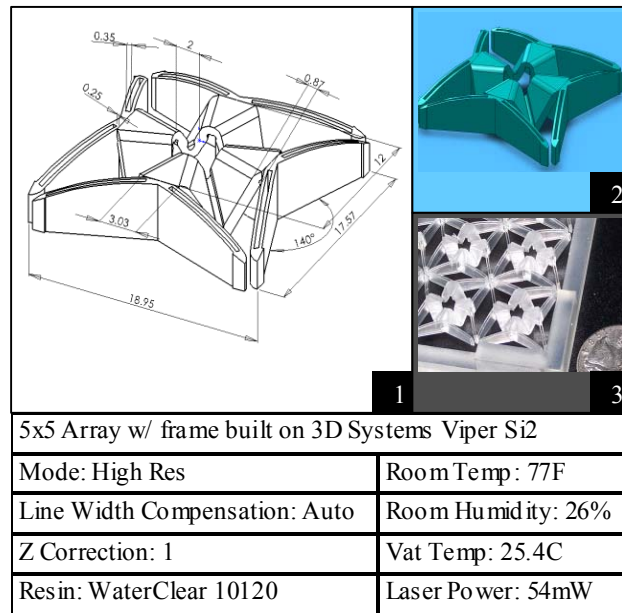 0.35
2
0.87
0.25
12
3.03
140°
17.57
18.95
1
2
3
5x5 Array w/ frame built on 3D Systems Viper Si2
Mode: High Res
Room Temp: 77F
Line Width Compensation: Auto
Room Humidity: 26%
Z Correction: 1
Vat Temp: 25.4C
Resin: WaterClear 10120
Laser Power: 54mW